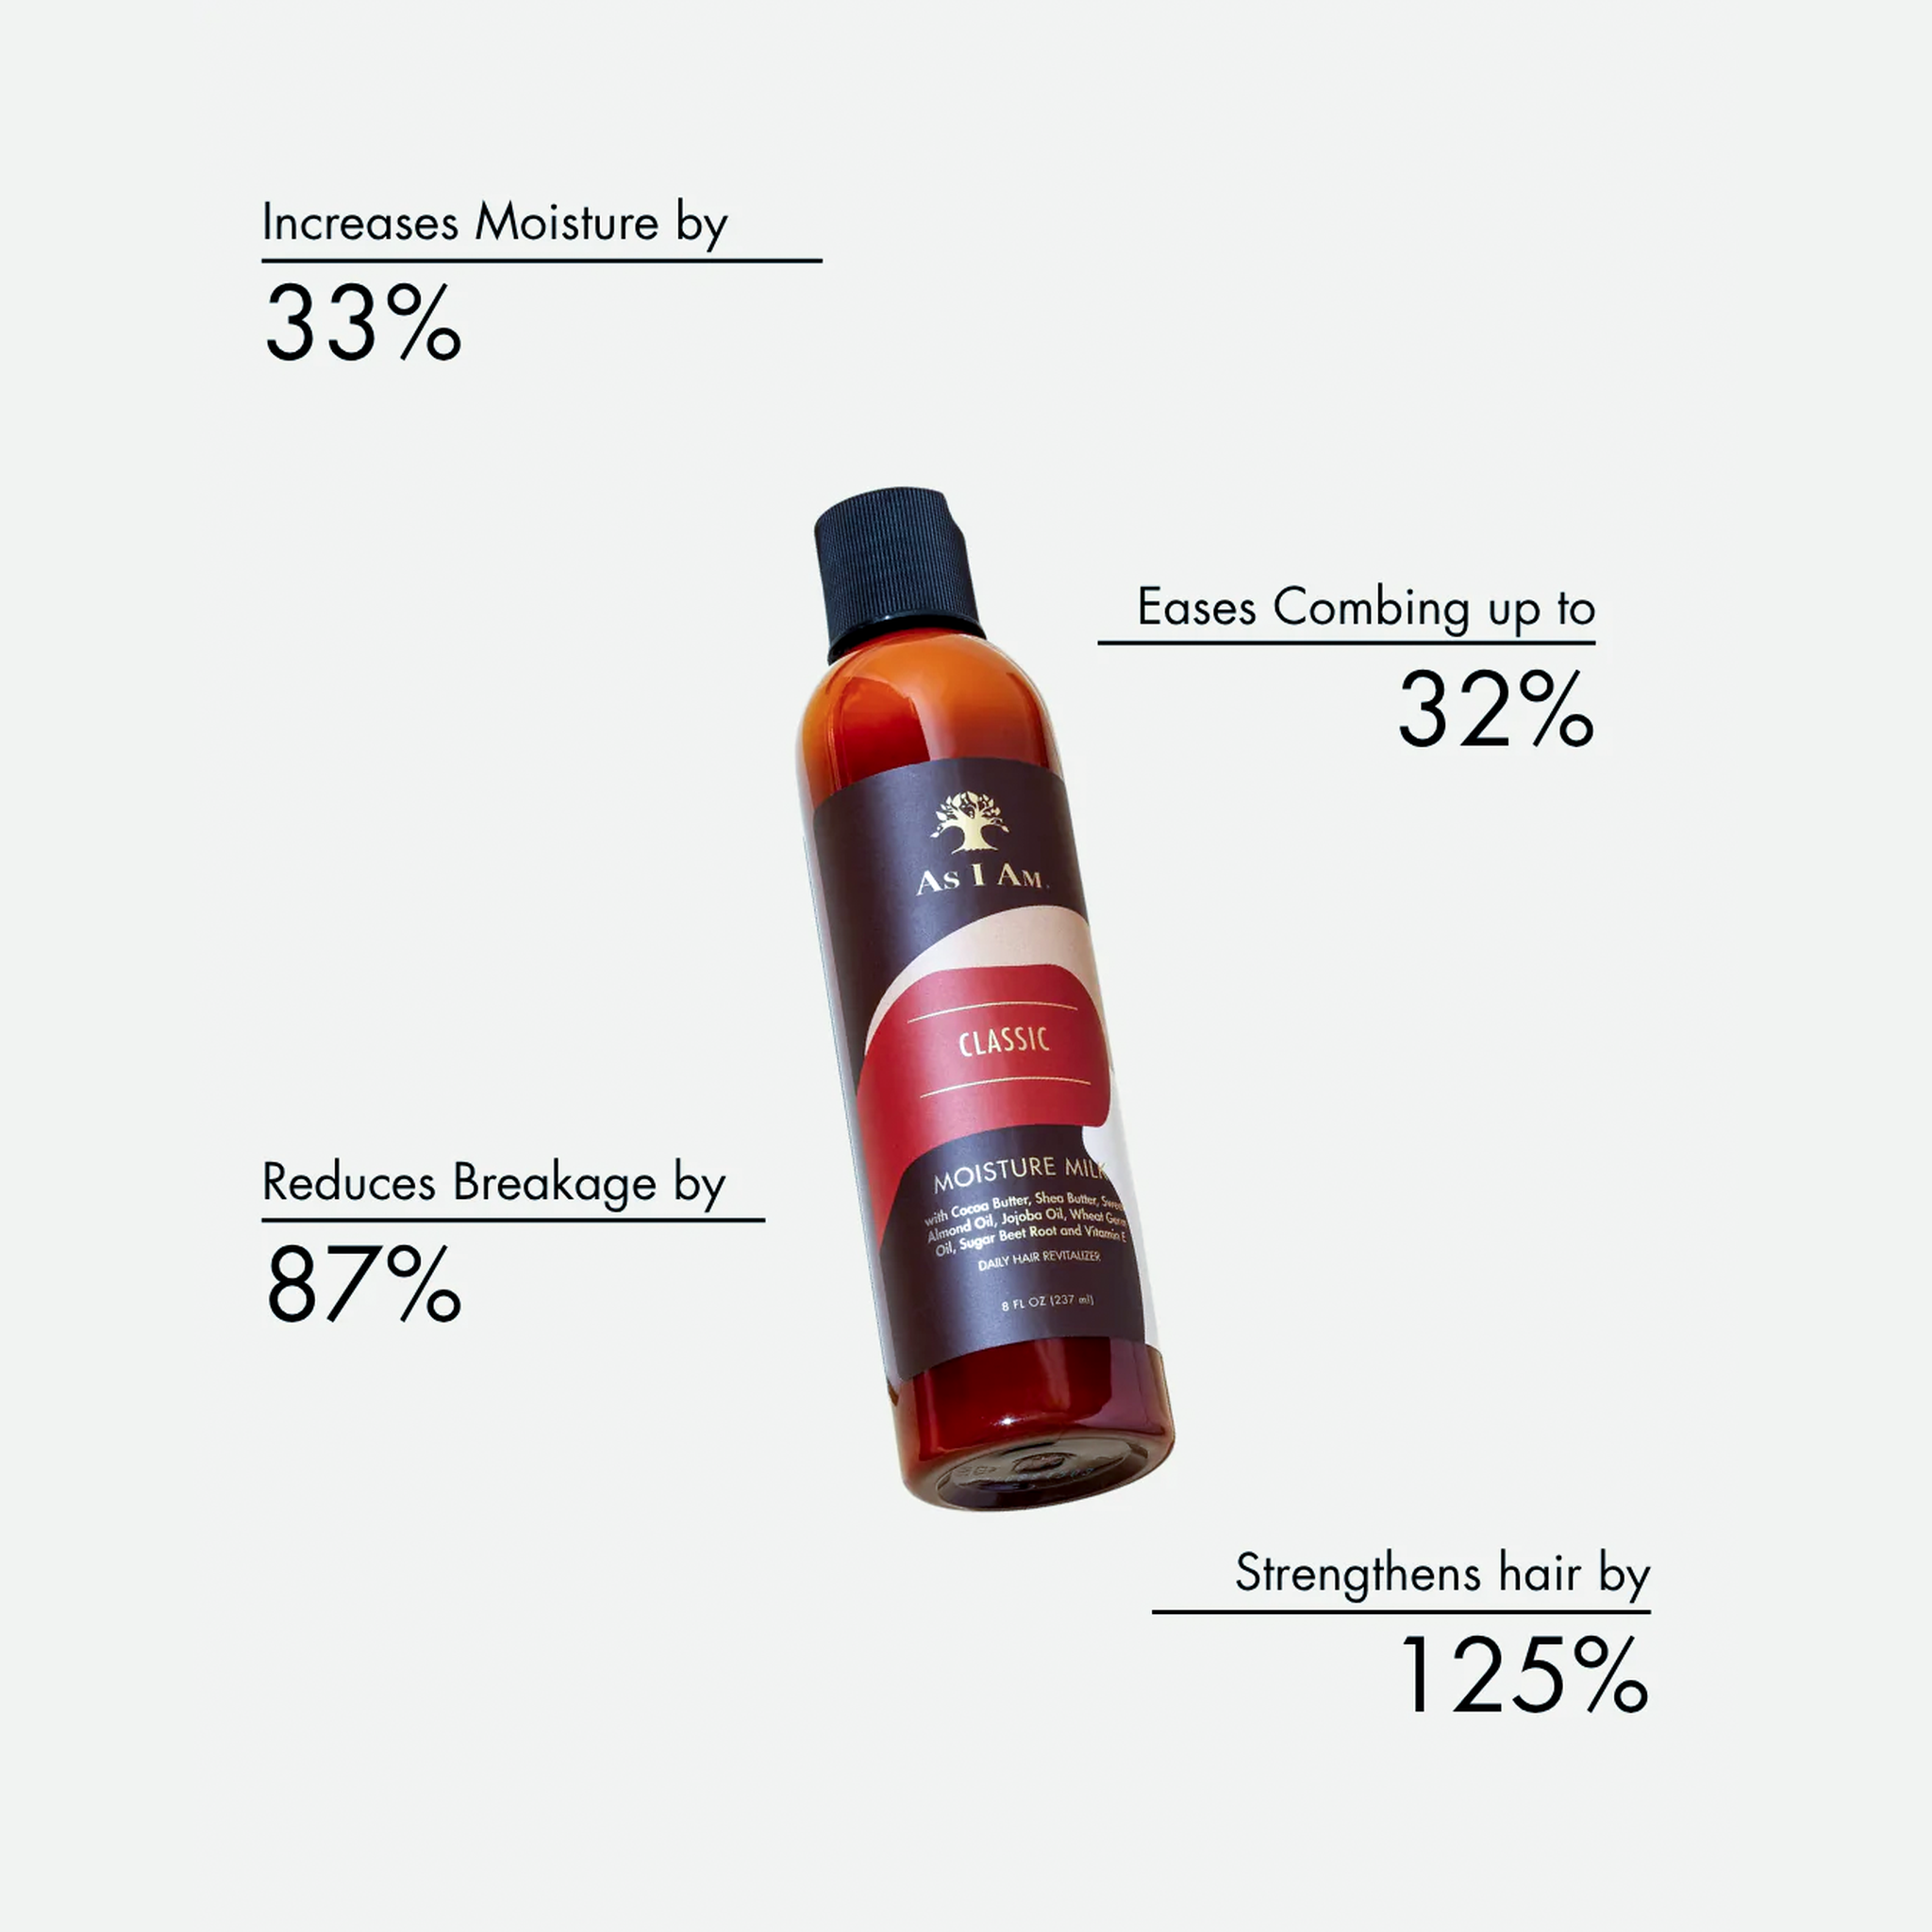 Increases Moisture by
33%
Eases Combing up to
32%
As I Am
CLASSIC
Reduces Breakage by
87%
MOISTURE MILK
with Cocoa Butter, Shea Butter, Sweet
Almond Oil, Jojoba Oil, Wheat Germ
Oil, Sugar Beet Root and Vitamin E
DAILY HAIR REVITALIZER
8 FL OZ (237 ml)
Strengthens hair by
125%